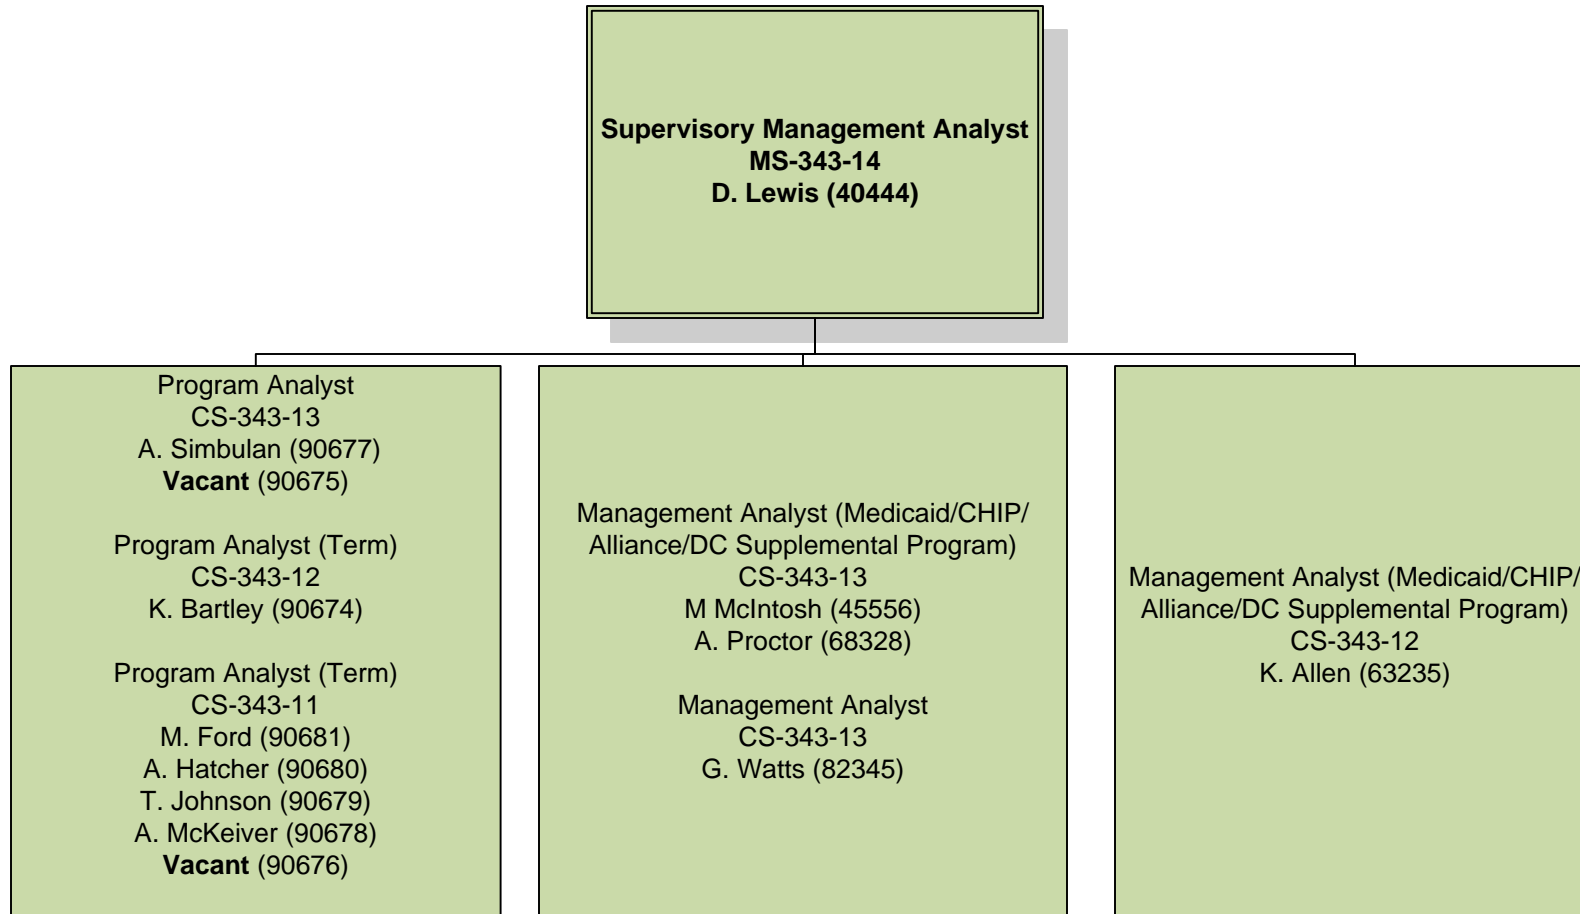 Supervisory Management Analyst
MS-343-14
D. Lewis (40444)
Program Analyst
CS-343-13
A. Simbulan (90677)
Vacant (90675)
Program Analyst (Term)
CS-343-12
K. Bartley (90674)
Program Analyst (Term)
CS-343-11
M. Ford (90681)
A. Hatcher (90680)
T. Johnson (90679)
A. McKeiver (90678)
Vacant (90676)
Management Analyst (Medicaid/CHIP/
Alliance/DC Supplemental Program)
CS-343-13
M McIntosh (45556)
A. Proctor (68328)
Management Analyst
CS-343-13
G. Watts (82345)
Management Analyst (Medicaid/CHIP/
Alliance/DC Supplemental Program)
CS-343-12
K. Allen (63235)